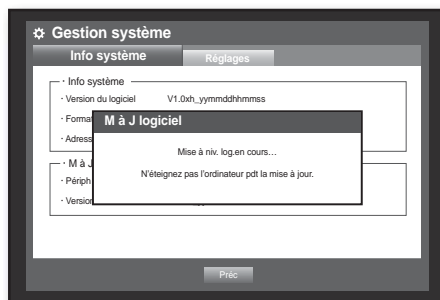 Gestion système
Info système
Réglages
· Info système
· Version du logiciel V1.0xh_yymmddhhmmss
· Format
· Adress
M à J logiciel
Mise à niv. log.en cours…
N'éteignez pas l'ordinateur pdt la mise à jour.
· M à J
· Périph
· Version
Préc